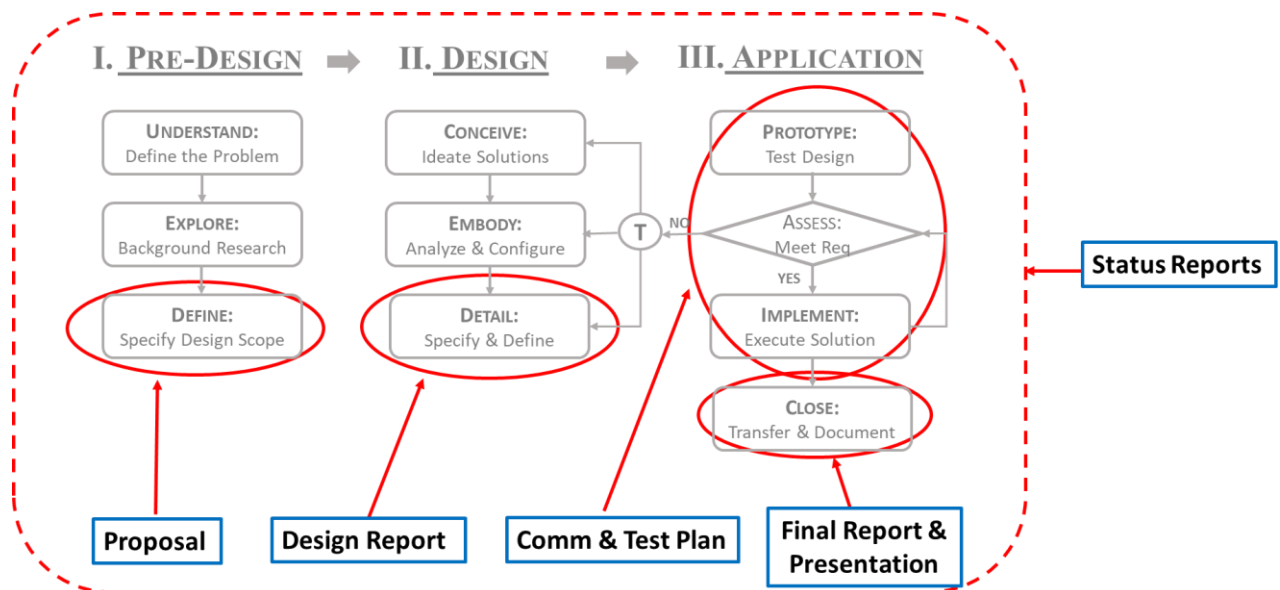 I. PRE-DESIGN
II. DESIGN
III. APPLICATION
UNDERSTAND:
Define the Problem
EXPLORE:
Background Research
DEFINE:
Specify Design Scope
CONCEIVE:
Ideate Solutions
EMBODY:
Analyze & Configure
DETAIL:
Specify & Define
T
NO
PROTOTYPE:
Test Design
ASSESS:
Meet Req
YES
IMPLEMENT:
Execute Solution
CLOSE:
Transfer & Document
Status Reports
Proposal
Design Report
Comm & Test Plan
Final Report &
Presentation